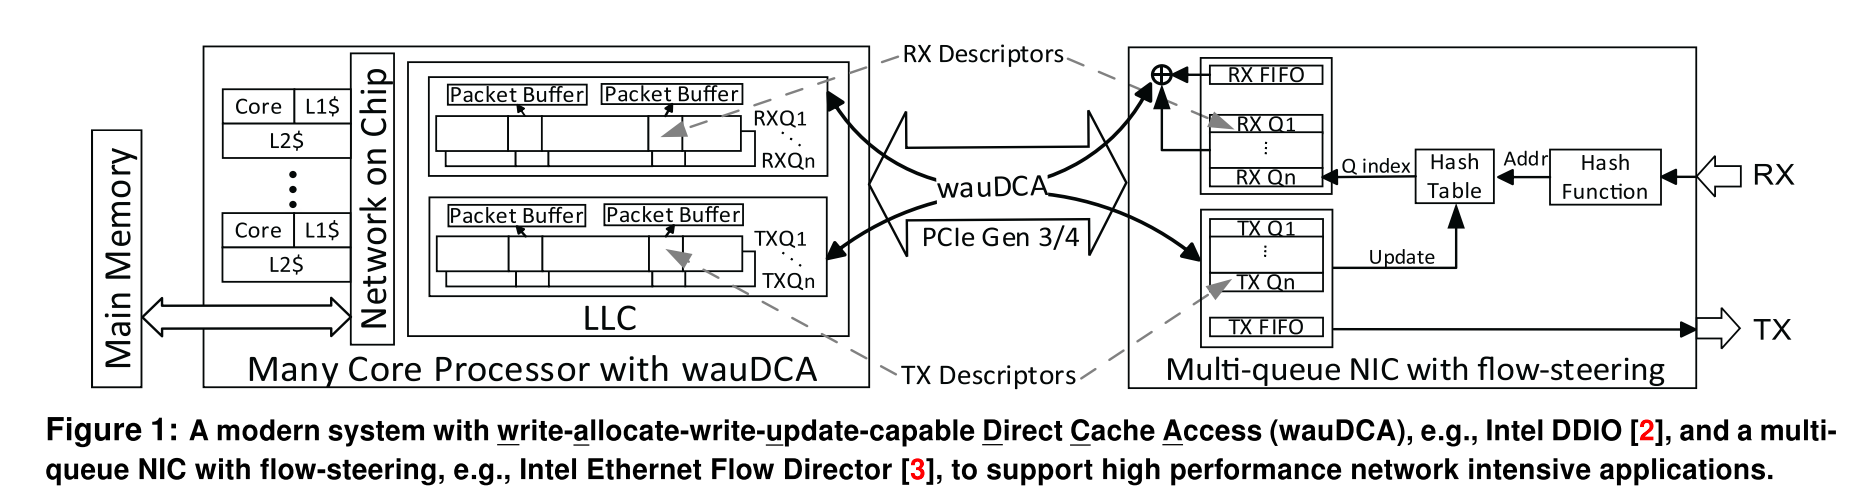 RX Descriptors
Main Memory
Core L1$
L2$
Core L1$
L2$
Network on Chip
Packet Buffer Packet Buffer
RXQ1
RXQn
Packet Buffer Packet Buffer
TXQ1
TXQn
LLC
Many Core Processor with wauDCA
wauDCA
PCIe Gen 3/4
TX Descriptors
RX FIFO
RX Q1
RX Qn
Q index
Hash
Table
Addr
Hash
Function
RX
TX Q1
TX Qn
Update
TX FIFO
TX
Multi-queue NIC with flow-steering
Figure 1: A modern system with write-allocate-write-update-capable Direct Cache Access (wauDCA), e.g., Intel DDIO [2], and a multi-
queue NIC with flow-steering, e.g., Intel Ethernet Flow Director [3], to support high performance network intensive applications.